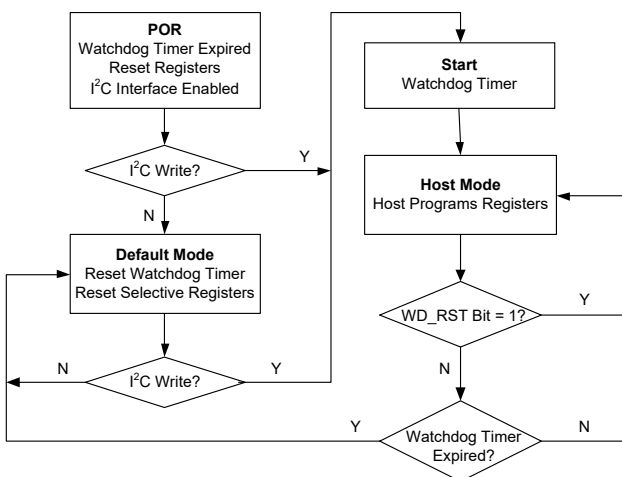 POR
Watchdog Timer Expired
Reset Registers
I²C Interface Enabled
I²C Write?
Y
N
Default Mode
Reset Watchdog Timer
Reset Selective Registers
I²C Write?
N
Y
Start
Watchdog Timer
Host Mode
Host Programs Registers
WD_RST Bit = 1?
Y
N
Watchdog Timer
Expired?
Y
N